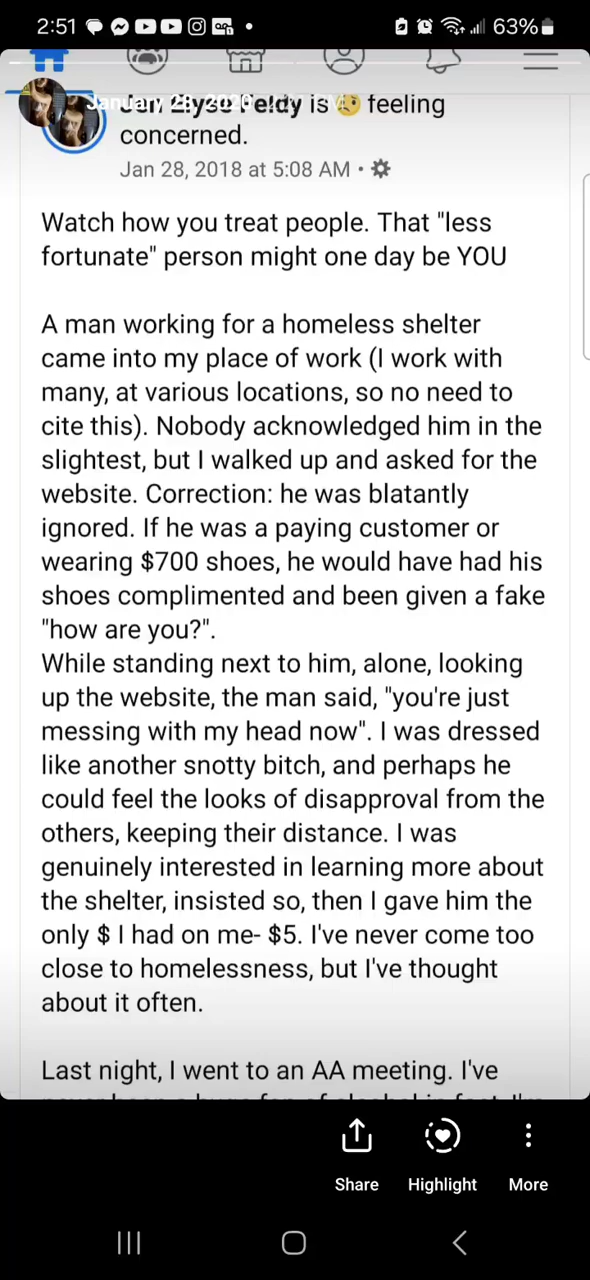 2:51 63%
January 28, 2020
Jen Elyse Feldy is feeling
concerned.
Jan 28, 2018 at 5:08 AM •
Watch how you treat people. That "less
fortunate" person might one day be YOU
A man working for a homeless shelter
came into my place of work (I work with
many, at various locations, so no need to
cite this). Nobody acknowledged him in the
slightest, but I walked up and asked for the
website. Correction: he was blatantly
ignored. If he was a paying customer or
wearing $700 shoes, he would have had his
shoes complimented and been given a fake
"how are you?".
While standing next to him, alone, looking
up the website, the man said, "you're just
messing with my head now". I was dressed
like another snotty bitch, and perhaps he
could feel the looks of disapproval from the
others, keeping their distance. I was
genuinely interested in learning more about
the shelter, insisted so, then I gave him the
only $ I had on me- $5. I've never come too
close to homelessness, but I've thought
about it often.
Last night, I went to an AA meeting. I've
Share Highlight More